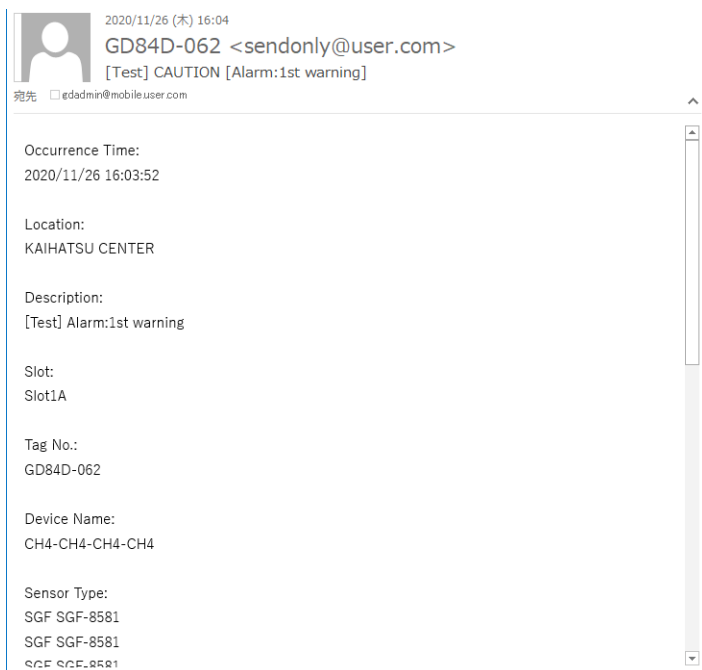 2020/11/26 (木) 16:04
GD84D-062 <sendonly@user.com>
[Test] CAUTION [Alarm:1st warning]
宛先 gdadmin@mobile.user.com
Occurrence Time:
2020/11/26 16:03:52
Location:
KAIHATSU CENTER
Description:
[Test] Alarm:1st warning
Slot:
Slot1A
Tag No.:
GD84D-062
Device Name:
CH4-CH4-CH4-CH4
Sensor Type:
SGF SGF-8581
SGF SGF-8581
SGF SGF-8581